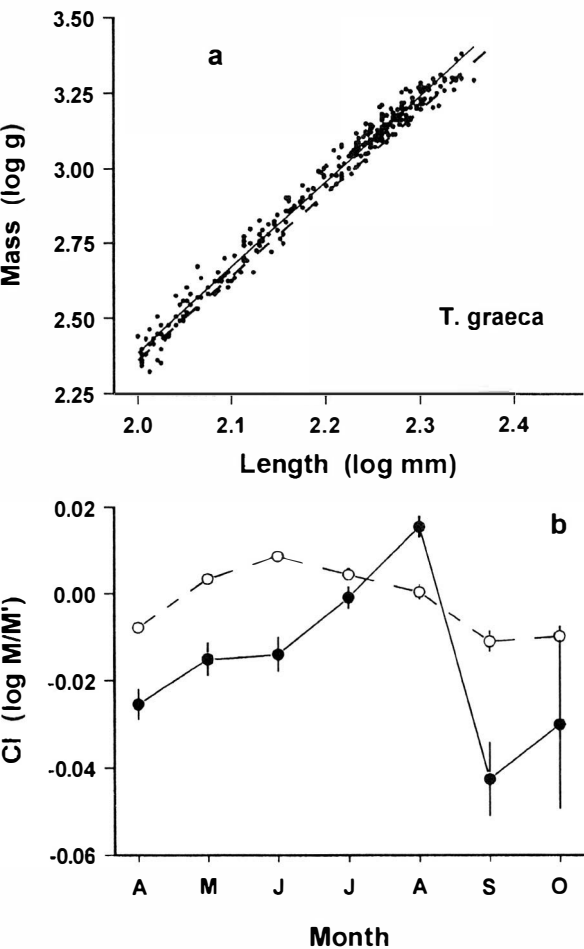 3.50
a
3.25
3.00
2.75
2.50
2.25
Mass (log g)
T. graeca
2.0 2.1 2.2 2.3 2.4
Length (log mm)
0.02
b
0.00
-0.02
-0.04
-0.06
CI (log M/M')
A M J J A S O
Month